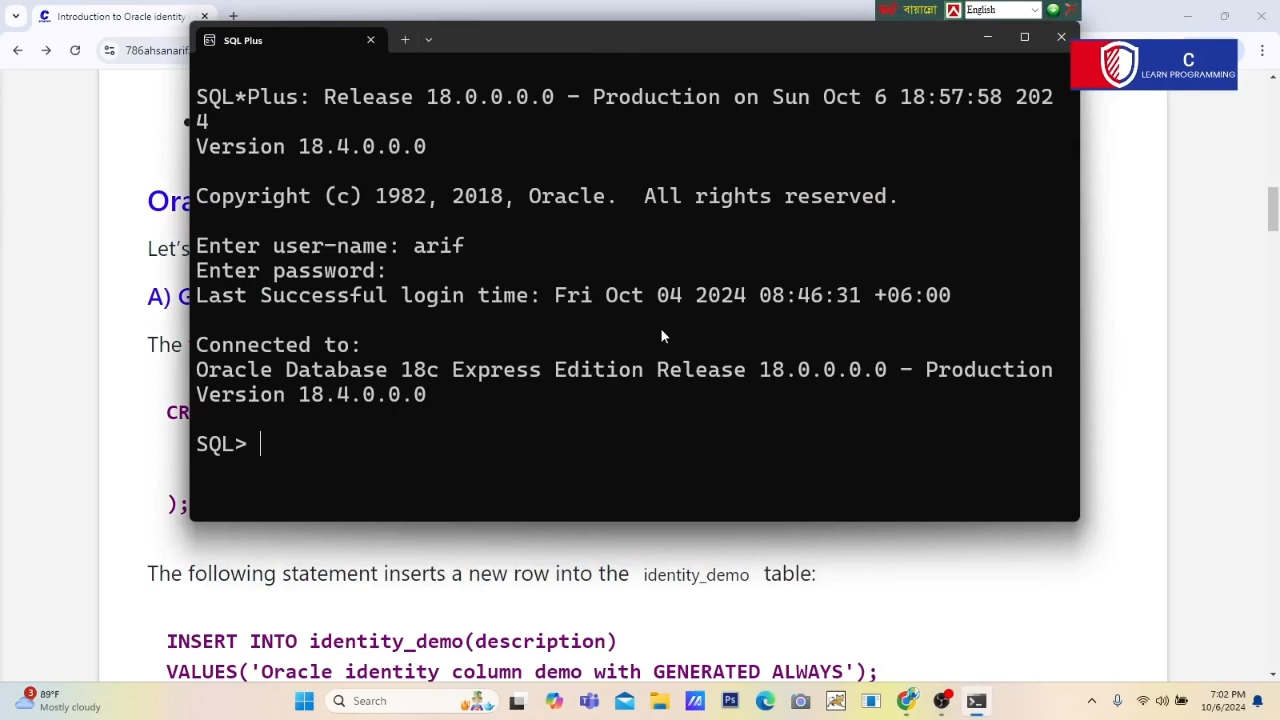 Introduction to Oracle identity
786ahsanarif.
বায়ান্নো
English
SQL Plus
C
LEARN PROGRAMMING
SQL*Plus: Release 18.0.0.0.0 - Production on Sun Oct 6 18:57:58 202
4
Version 18.4.0.0.0
Copyright (c) 1982, 2018, Oracle.  All rights reserved.
Enter user-name: arif
Enter password:
Last Successful login time: Fri Oct 04 2024 08:46:31 +06:00
Connected to:
Oracle Database 18c Express Edition Release 18.0.0.0.0 - Production
Version 18.4.0.0.0
SQL>
Ora
Let's
A) G
The
CR
);
The following statement inserts a new row into the identity_demo table:
INSERT INTO identity_demo(description)
VALUES('Oracle identity column demo with GENERATED ALWAYS');
3
89°F
Mostly cloudy
Search
7:02 PM
10/6/2024